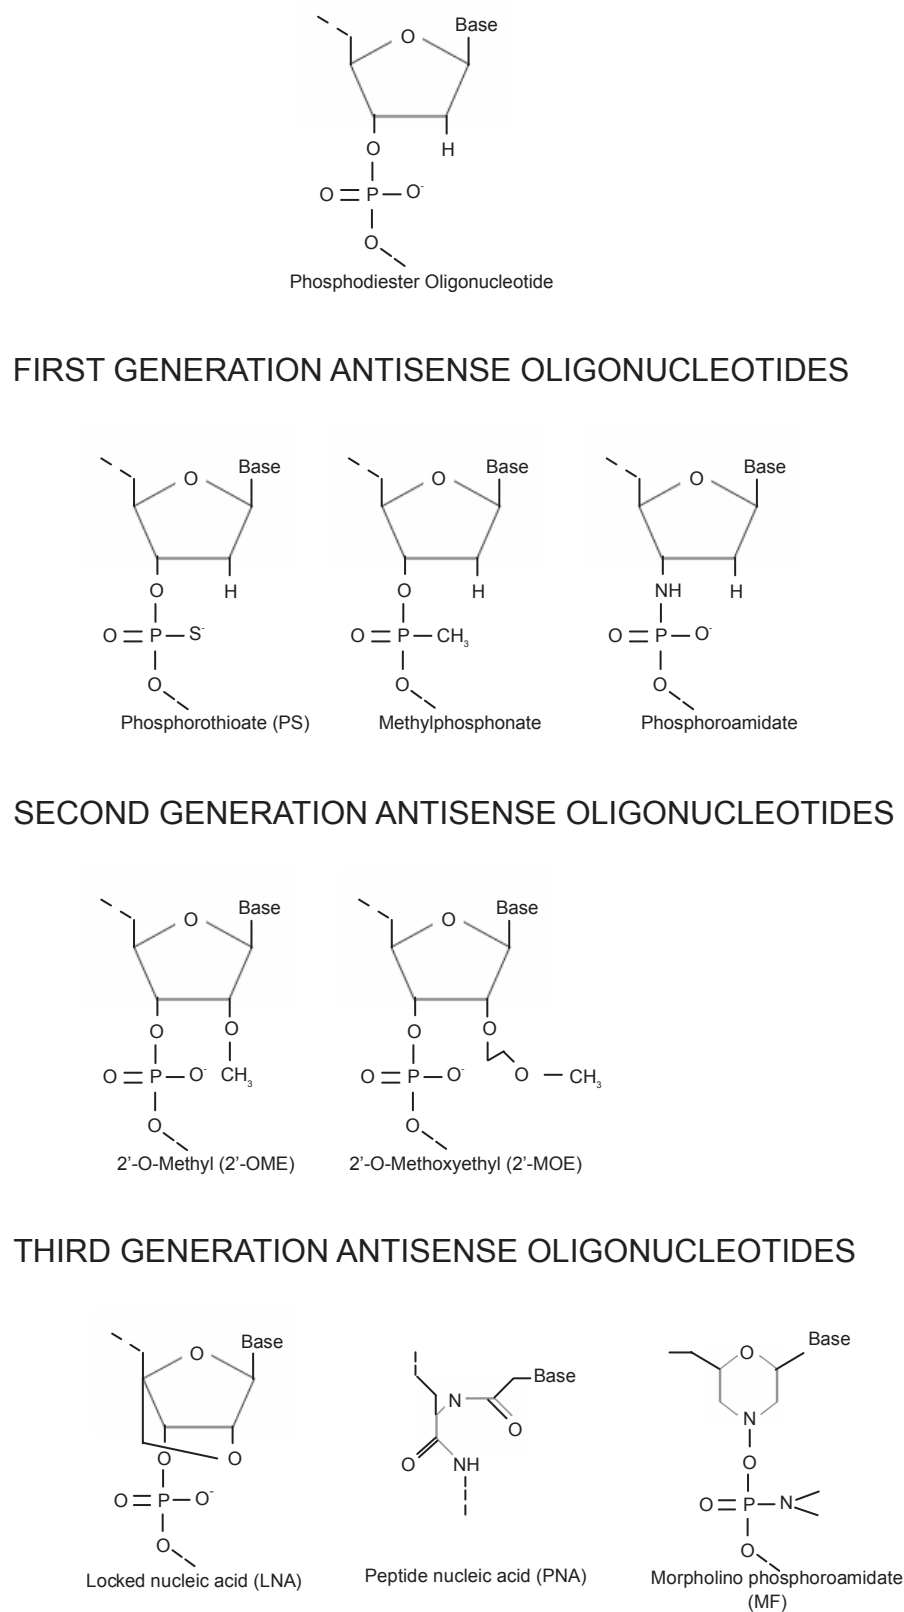 O Base
O H
O=P–O⁻
O
Phosphodiester Oligonucleotide
FIRST GENERATION ANTISENSE OLIGONUCLEOTIDES
O Base O Base O Base
O H O H NH H
O=P–S⁻ O=P–CH₃ O=P–O⁻
O O O
Phosphorothioate (PS) Methylphosphonate Phosphoroamidate
SECOND GENERATION ANTISENSE OLIGONUCLEOTIDES
O Base O Base
O O O O
O=P–O⁻ CH₃ O=P–O⁻ O–CH₃
O O
2'-O-Methyl (2'-OME) 2'-O-Methoxyethyl (2'-MOE)
THIRD GENERATION ANTISENSE OLIGONUCLEOTIDES
O Base N Base O Base
O O O O NH N
O
O=P–O⁻ O=P–N
O O
Locked nucleic acid (LNA) Peptide nucleic acid (PNA) Morpholino phosphoroamidate
(MF)